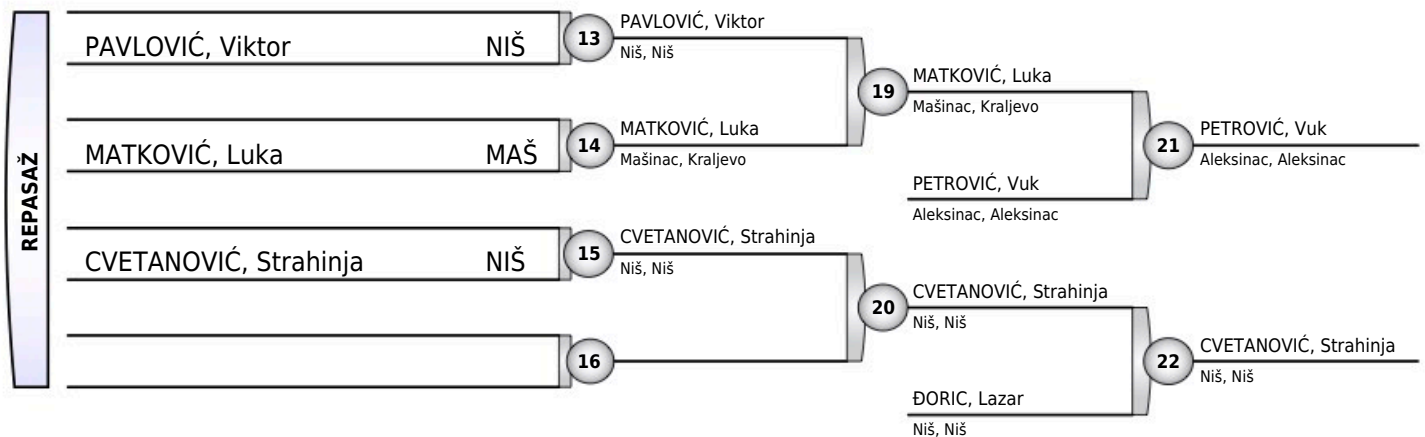 REPASAŽ
PAVLOVIĆ, Viktor NIŠ
13
PAVLOVIĆ, Viktor
Niš, Niš
MATKOVIĆ, Luka MAŠ
14
MATKOVIĆ, Luka
Mašinac, Kraljevo
19
MATKOVIĆ, Luka
Mašinac, Kraljevo
PETROVIĆ, Vuk
Aleksinac, Aleksinac
21
PETROVIĆ, Vuk
Aleksinac, Aleksinac
CVETANOVIĆ, Strahinja NIŠ
15
CVETANOVIĆ, Strahinja
Niš, Niš
16
20
CVETANOVIĆ, Strahinja
Niš, Niš
ĐORIC, Lazar
Niš, Niš
22
CVETANOVIĆ, Strahinja
Niš, Niš